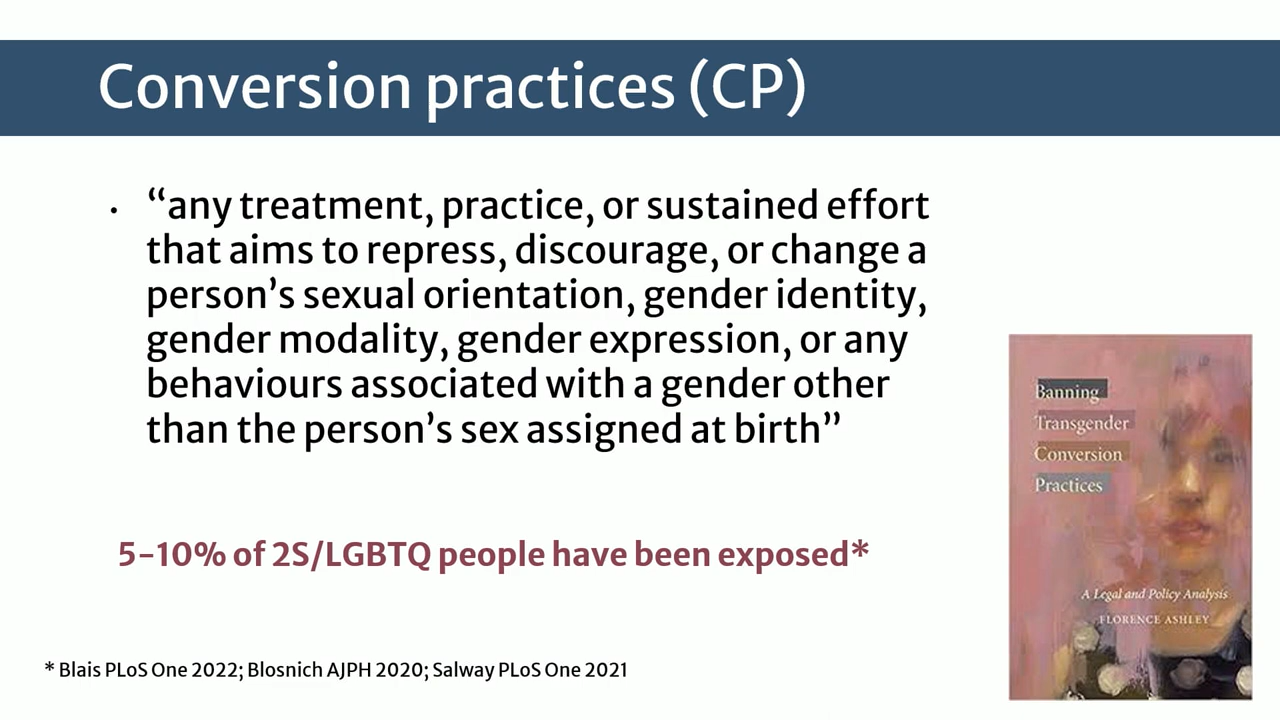 Conversion practices (CP)
• “any treatment, practice, or sustained effort
that aims to repress, discourage, or change a
person’s sexual orientation, gender identity,
gender modality, gender expression, or any
behaviours associated with a gender other
than the person’s sex assigned at birth”
5-10% of 2S/LGBTQ people have been exposed*
Banning
Transgender
Conversion
Practices
A Legal and Policy Analysis
FLORENCE ASHLEY
* Blais PLoS One 2022; Blosnich AJPH 2020; Salway PLoS One 2021